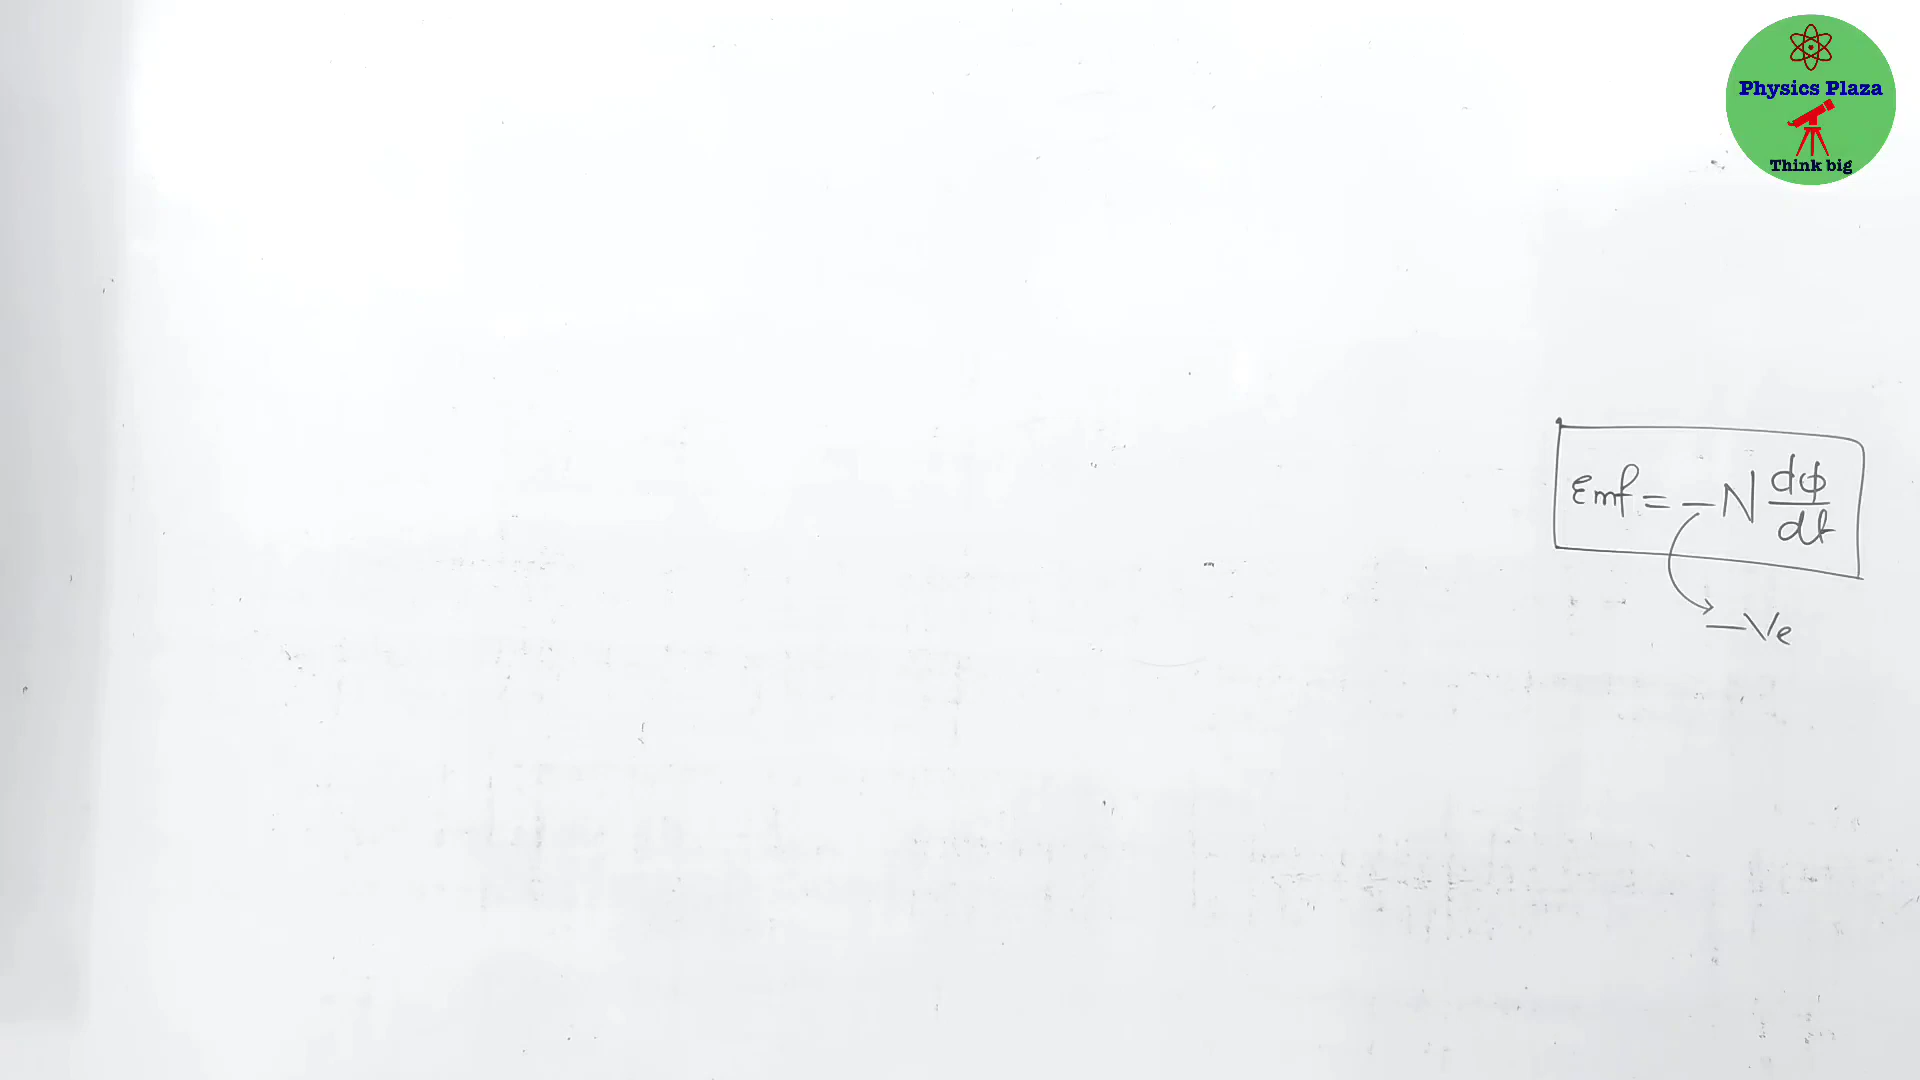 Physics Plaza
Think big
Emf = -N dφ/dt
-Ve